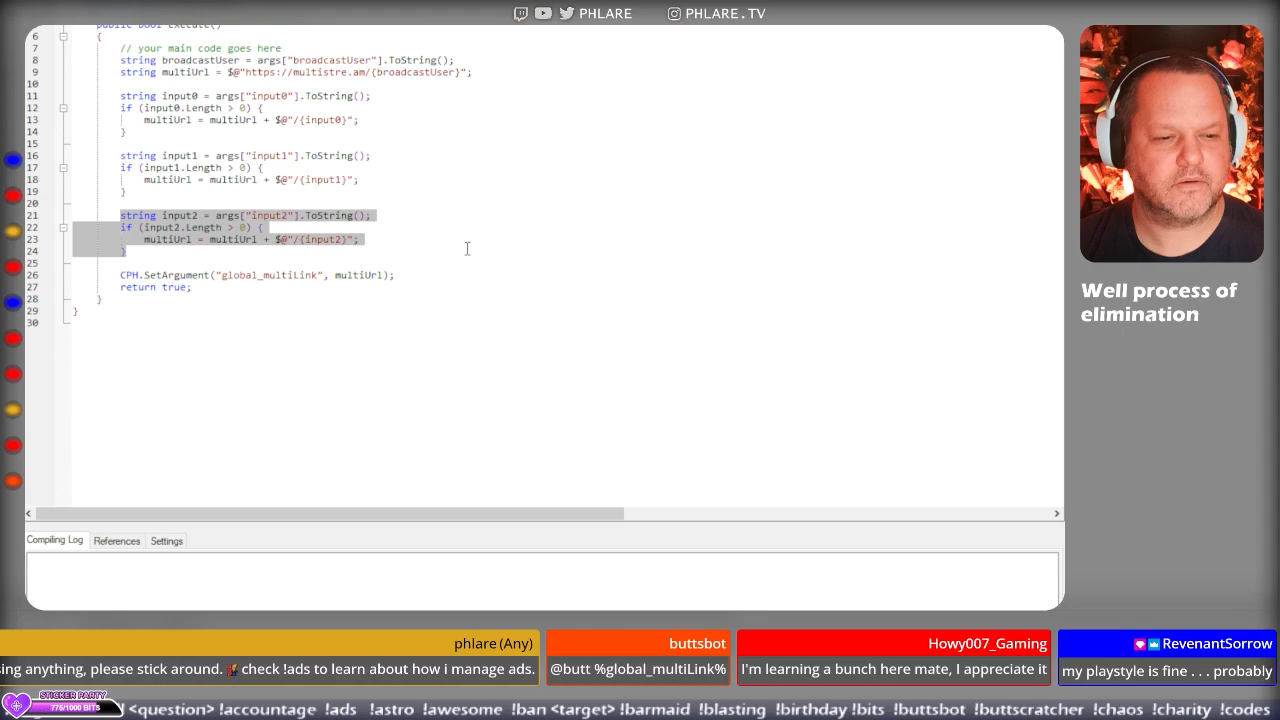 PHLARE
PHLARE.TV
6 {
7 // your main code goes here
8 string broadcastUser = args["broadcastUser"].ToString();
9 string multiUrl = $@"https://multistre.am/{broadcastUser}";
10
11 string input0 = args["input0"].ToString();
12 if (input0.Length > 0) {
13 multiUrl = multiUrl + $@"/{input0}";
14 }
15
16 string input1 = args["input1"].ToString();
17 if (input1.Length > 0) {
18 multiUrl = multiUrl + $@"/{input1}";
19 }
20
21 string input2 = args["input2"].ToString();
22 if (input2.Length > 0) {
23 multiUrl = multiUrl + $@"/{input2}";
24 }
25
26 CPH.SetArgument("global_multiLink", multiUrl);
27 return true;
28 }
29 }
30
Well process of
elimination
Compiling Log References Settings
phlare (Any)
sing anything, please stick around. check !ads to learn about how i manage ads.
buttsbot
@butt %global_multiLink%
Howy007_Gaming
I'm learning a bunch here mate, I appreciate it
RevenantSorrow
my playstyle is fine . . . probably
STICKER PARTY
775/1000 BITS
<question> !accountage !ads !astro !awesome !ban <target> !barmaid !blasting !birthday !bits !buttsbot !buttscratcher !chaos !charity !codes